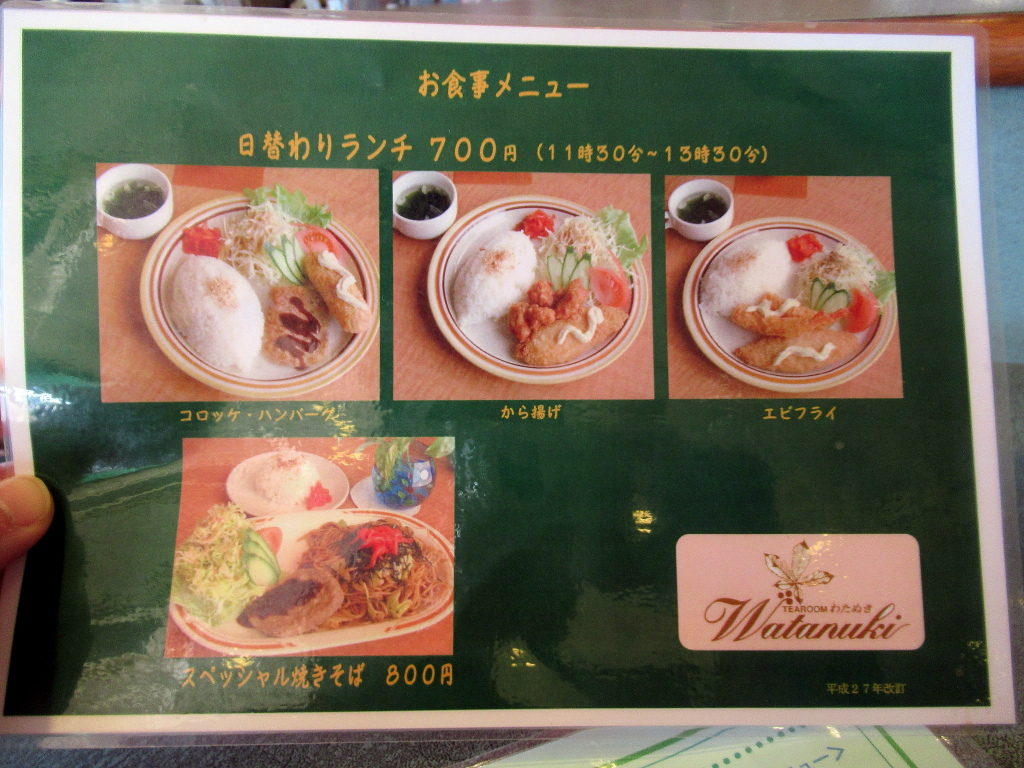 お食事メニュー
日替わりランチ 700円 (11時30分~13時30分)
コロッケ・ハンバーグ
から揚げ
エビフライ
スペッシャル焼きそば 800円
TEAROOM わたぬき
Watanuki
平成27年改訂